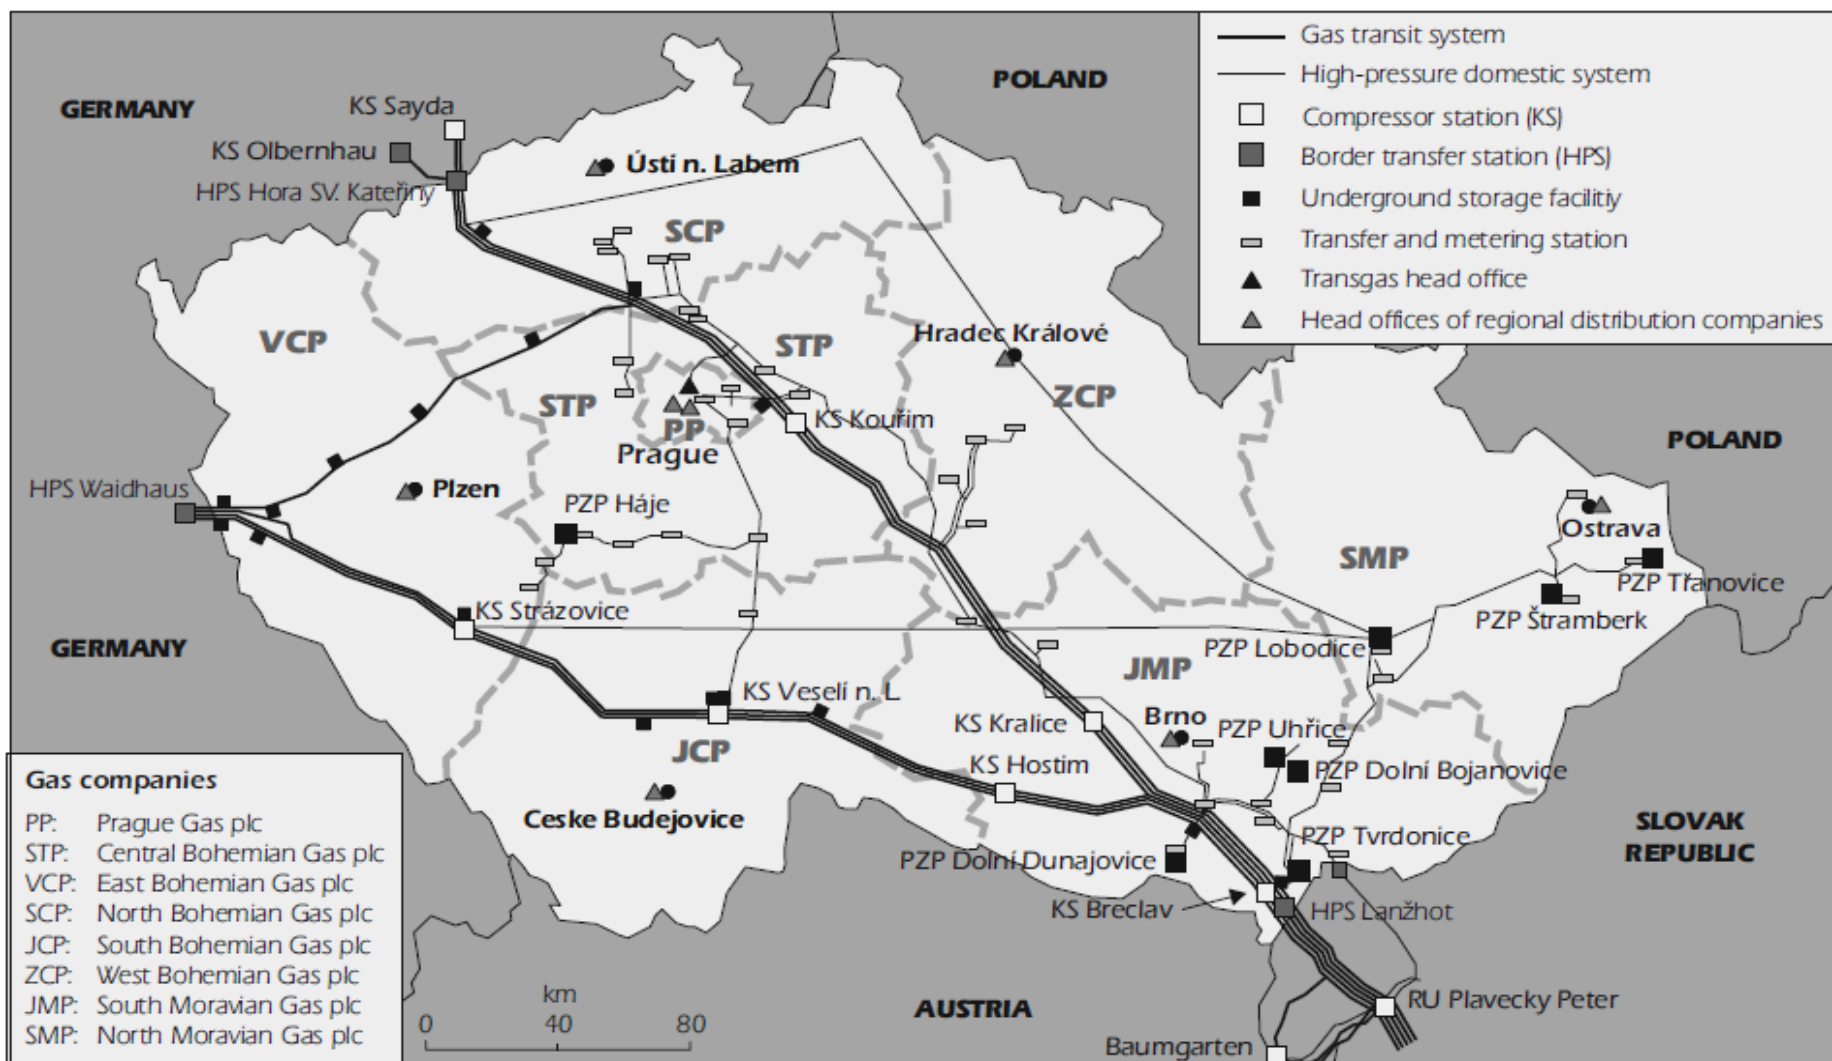 Gas transit system
High-pressure domestic system
Compressor station (KS)
Border transfer station (HPS)
Underground storage facilitiy
Transfer and metering station
Transgas head office
Head offices of regional distribution companies
POLAND
GERMANY
KS Sayda
KS Olbernhau
HPS Hora SV. Kateřiny
Ústí n. Labem
SCP
VCP
STP
Hradec Králové
ZCP
STP
PP
Prague
KS Kouřim
POLAND
HPS Waidhaus
Plzen
PZP Háje
Ostrava
SMP
PZP Třanovice
KS Strázovice
PZP Štramberk
GERMANY
PZP Lobodice
JMP
KS Veselí n. L.
KS Kralice
Brno
PZP Uhřice
JCP
KS Hostim
PZP Dolní Bojanovice
Ceske Budejovice
PZP Tvrdonice
SLOVAK
REPUBLIC
PZP Dolní Dunajovice
KS Breclav
HPS Lanžhot
AUSTRIA
RU Plavecky Peter
Baumgarten
Gas companies
PP: Prague Gas plc
STP: Central Bohemian Gas plc
VCP: East Bohemian Gas plc
SCP: North Bohemian Gas plc
JCP: South Bohemian Gas plc
ZCP: West Bohemian Gas plc
JMP: South Moravian Gas plc
SMP: North Moravian Gas plc
km
0 40 80